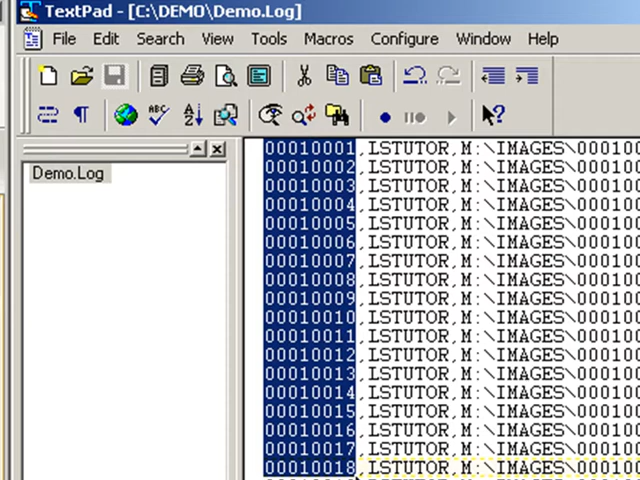 TextPad - [C:\DEMO\Demo.Log]
File Edit Search View Tools Macros Configure Window Help
Demo.Log
00010001,LSTUTOR,M:\IMAGES\000100
00010002,LSTUTOR,M:\IMAGES\000100
00010003,LSTUTOR,M:\IMAGES\000100
00010004,LSTUTOR,M:\IMAGES\000100
00010005,LSTUTOR,M:\IMAGES\000100
00010006,LSTUTOR,M:\IMAGES\000100
00010007,LSTUTOR,M:\IMAGES\000100
00010008,LSTUTOR,M:\IMAGES\000100
00010009,LSTUTOR,M:\IMAGES\000100
00010010,LSTUTOR,M:\IMAGES\000100
00010011,LSTUTOR,M:\IMAGES\000100
00010012,LSTUTOR,M:\IMAGES\000100
00010013,LSTUTOR,M:\IMAGES\000100
00010014,LSTUTOR,M:\IMAGES\000100
00010015,LSTUTOR,M:\IMAGES\000100
00010016,LSTUTOR,M:\IMAGES\000100
00010017,LSTUTOR,M:\IMAGES\000100
00010018,LSTUTOR,M:\IMAGES\000100